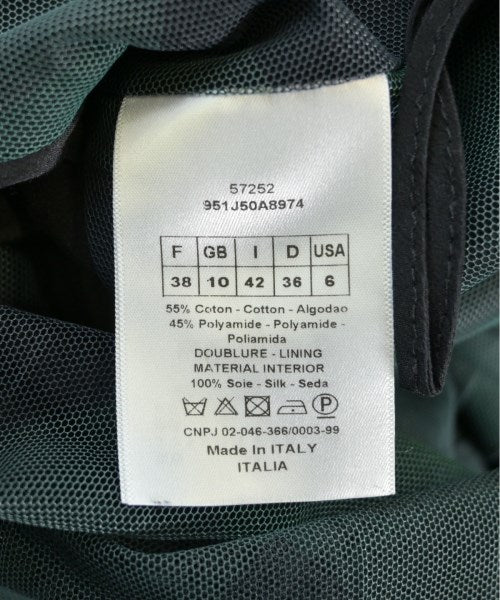 57252
951J50A8974
F GB I D USA
38 10 42 36 6
55% Coton - Cotton - Algodao
45% Polyamide - Polyamide -
Poliamida
DOUBLURE - LINING
MATERIAL INTERIOR
100% Soie - Silk - Seda
P
CNPJ 02-046-366/0003-99
Made In ITALY
ITALIA